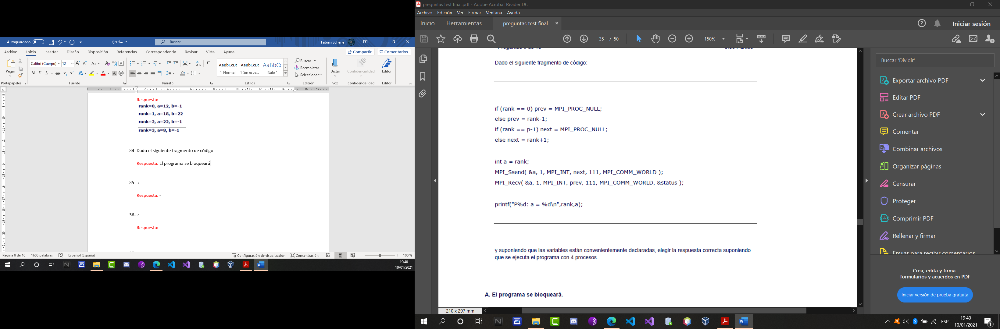 Autoguardado
ejerci...
Buscar
Fabian Scherle
Archivo Inicio Insertar Diseño Disposición Referencias Correspondencia Revisar Vista Ayuda
Compartir Comentarios
Calibri (Cuerpo) 12
Pegar
N K S
AaBbCcDc AaBbCcDc AaBbCc
¶ Normal ¶ Sin espa... Título 1
Buscar
Reemplazar
Seleccionar
Dictar
Confidencialidad
Editor
Portapapeles Fuente Párrafo Estilos Edición Voz Confidencialidad Editor
Respuesta:
rank=0, a=12, b=-1
rank=1, a=18, b=22
rank=2, a=22, b=-1
rank=3, a=8, b=-1
34- Dado el siguiente fragmento de código:
Respuesta: El programa se bloqueará
35- -:
Respuesta: -
36- -:
Respuesta: -
Página 8 de 10 1605 palabras Español (España) Configuración de visualización Concentración 100 %
19:40
10/01/2021
preguntas test final.pdf - Adobe Acrobat Reader DC
Archivo Edición Ver Firmar Ventana Ayuda
Inicio Herramientas preguntas test final... × Iniciar sesión
35 / 50 150%
Dado el siguiente fragmento de código:
if (rank == 0) prev = MPI_PROC_NULL;
else prev = rank-1;
if (rank == p-1) next = MPI_PROC_NULL;
else next = rank+1;
int a = rank;
MPI_Ssend( &a, 1, MPI_INT, next, 111, MPI_COMM_WORLD );
MPI_Recv( &a, 1, MPI_INT, prev, 111, MPI_COMM_WORLD, &status );
printf("P%d: a = %d\n",rank,a);
y suponiendo que las variables están convenientemente declaradas, elegir la respuesta correcta suponiendo
que se ejecuta el programa con 4 procesos.
A. El programa se bloqueará.
210 x 297 mm
Buscar 'Dividir'
Exportar archivo PDF
Editar PDF
Crear archivo PDF
Comentar
Combinar archivos
Organizar páginas
Censurar
Proteger
Comprimir PDF
Rellenar y firmar
Enviar para recibir comentarios
Crea, edita y firma
formularios y acuerdos en PDF
Iniciar versión de prueba gratuita
ESP
19:40
10/01/2021